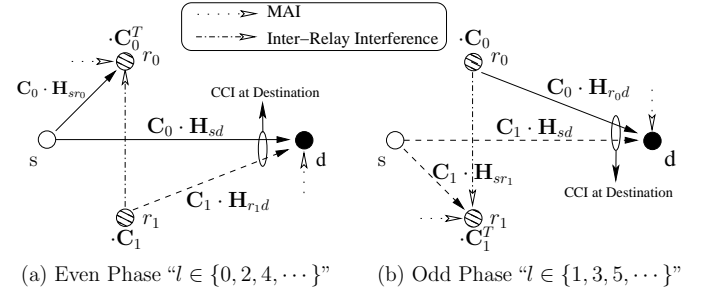 MAI
Inter−Relay Interference
·C_0^T
r_0
C_0 · H_{sr_0}
CCI at Destination
C_0 · H_{sd}
s
d
C_1 · H_{r_1d}
r_1
·C_1
(a) Even Phase “l ∈ {0, 2, 4, · · · }”
·C_0
r_0
C_0 · H_{r_0d}
C_1 · H_{sd}
s
d
C_1 · H_{sr_1}
CCI at Destination
r_1
·C_1^T
(b) Odd Phase “l ∈ {1, 3, 5, · · · }”